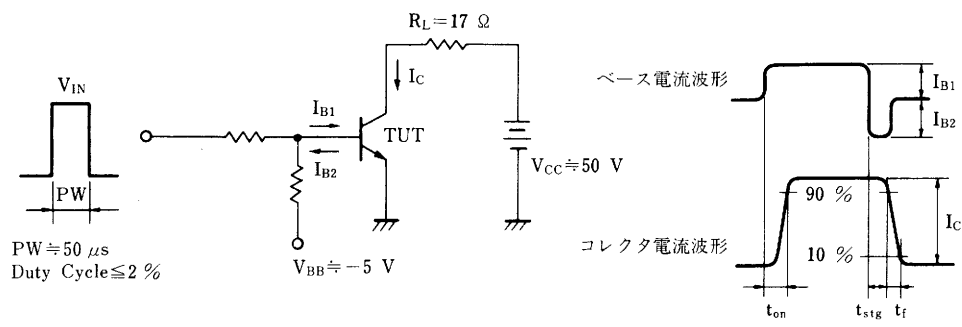 R_L=17 Ω
I_C
V_IN
I_B1
TUT
I_B2
V_CC≒50 V
PW
PW≒50 μs
Duty Cycle≦2 %
V_BB≒−5 V
ベース電流波形
I_B1
I_B2
90 %
I_C
コレクタ電流波形
10 %
t_on
t_stg
t_f